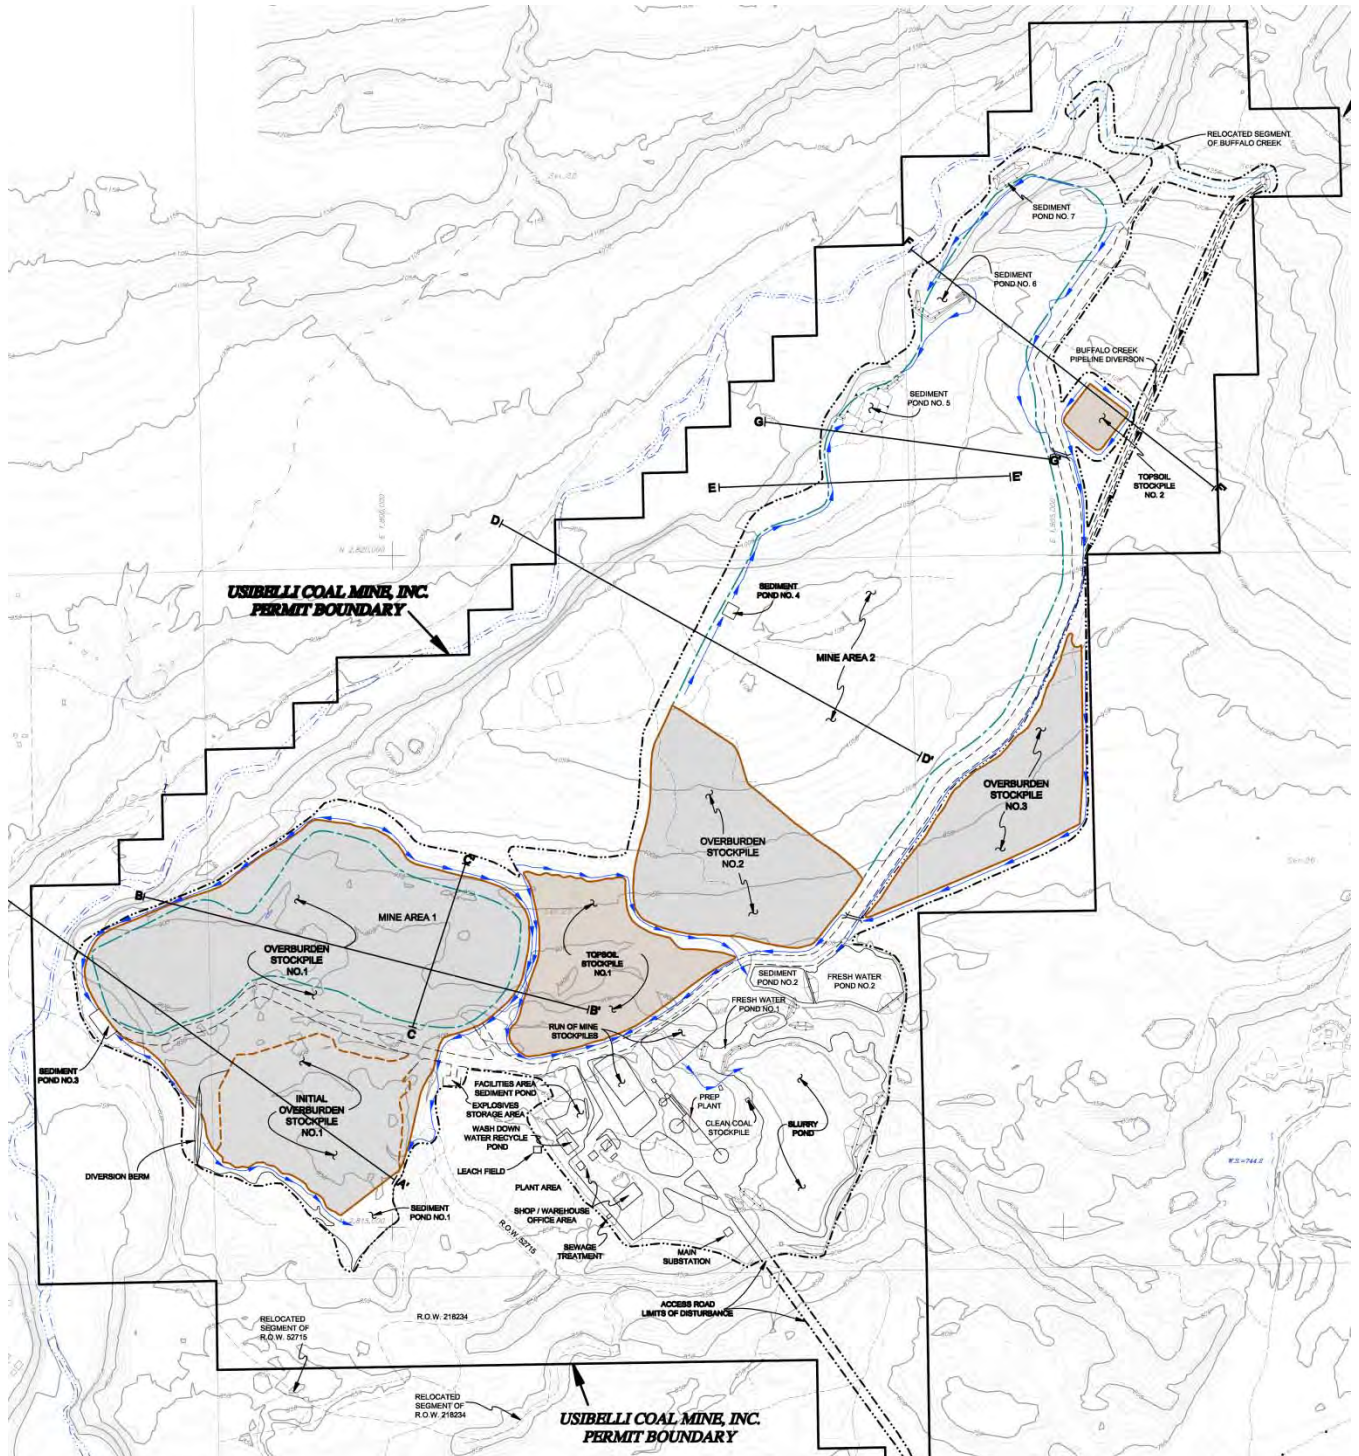 RELOCATED SEGMENT
OF BUFFALO CREEK
SEDIMENT
POND NO. 7
F
SEDIMENT
POND NO. 6
BUFFALO CREEK
PIPELINE DIVERSON
SEDIMENT
POND NO. 5
G
G'
E
E'
TOPSOIL
STOCKPILE
NO. 2
F'
D
E 1,805,000
USIBELLI COAL MINE, INC.
PERMIT BOUNDARY
SEDIMENT
POND NO. 4
MINE AREA 2
D'
OVERBURDEN
STOCKPILE
NO.3
OVERBURDEN
STOCKPILE
NO.2
C'
B
MINE AREA 1
OVERBURDEN
STOCKPILE
NO.1
TOPSOIL
STOCKPILE
NO.1
SEDIMENT
POND NO.2
FRESH WATER
POND NO.2
B'
FRESH WATER
POND NO.1
RUN OF MINE
STOCKPILES
C
SEDIMENT
POND NO.3
FACILITIES AREA
SEDIMENT POND
EXPLOSIVES
STORAGE AREA
PREP
PLANT
INITIAL
OVERBURDEN
STOCKPILE
NO.1
WASH DOWN
WATER RECYCLE
POND
CLEAN COAL
STOCKPILE
SLURRY
POND
LEACH FIELD
DIVERSION BERM
A'
PLANT AREA
SEDIMENT
POND NO.1
SHOP / WAREHOUSE
OFFICE AREA
R.O.W. 52715
SEWAGE
TREATMENT
MAIN
SUBSTATION
W.S.=764.2
ACCESS ROAD
LIMITS OF DISTURBANCE
RELOCATED
SEGMENT OF
R.O.W. 52715
R.O.W. 218234
RELOCATED
SEGMENT OF
R.O.W. 218234
USIBELLI COAL MINE, INC.
PERMIT BOUNDARY